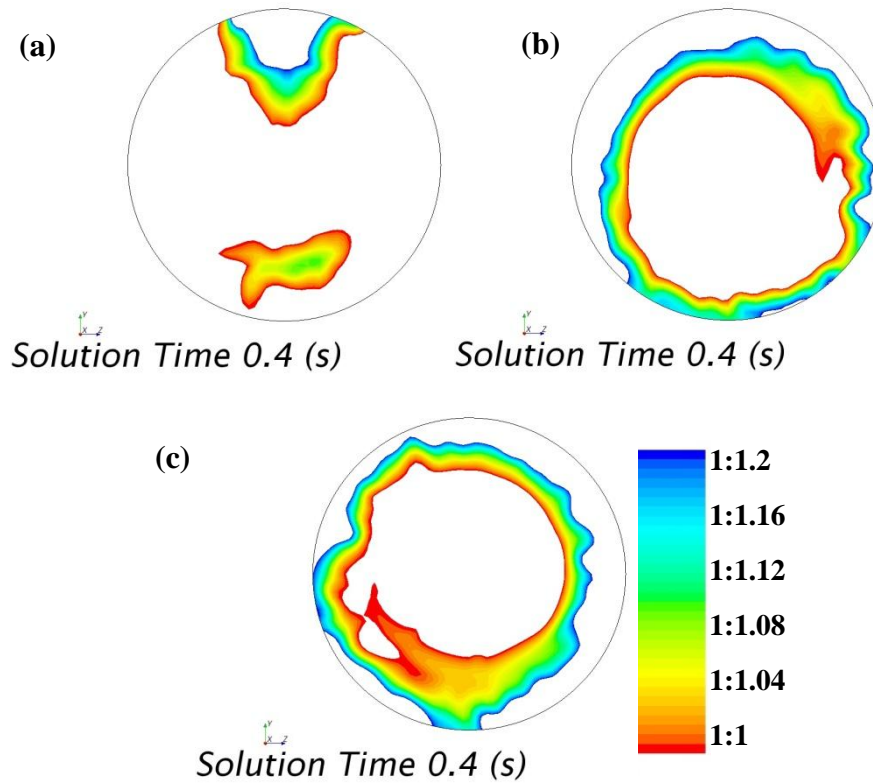 (a)
Y
X Z
Solution Time 0.4 (s)
(b)
Y
X Z
Solution Time 0.4 (s)
(c)
Y
X Z
Solution Time 0.4 (s)
1:1.2
1:1.16
1:1.12
1:1.08
1:1.04
1:1